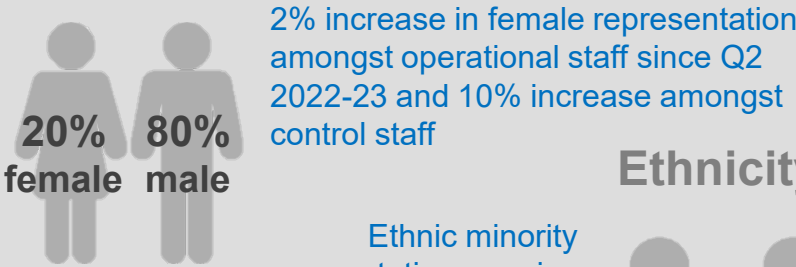 2% increase in female representation
amongst operational staff since Q2
2022-23 and 10% increase amongst
control staff
20% 80%
female male
Ethnic minority